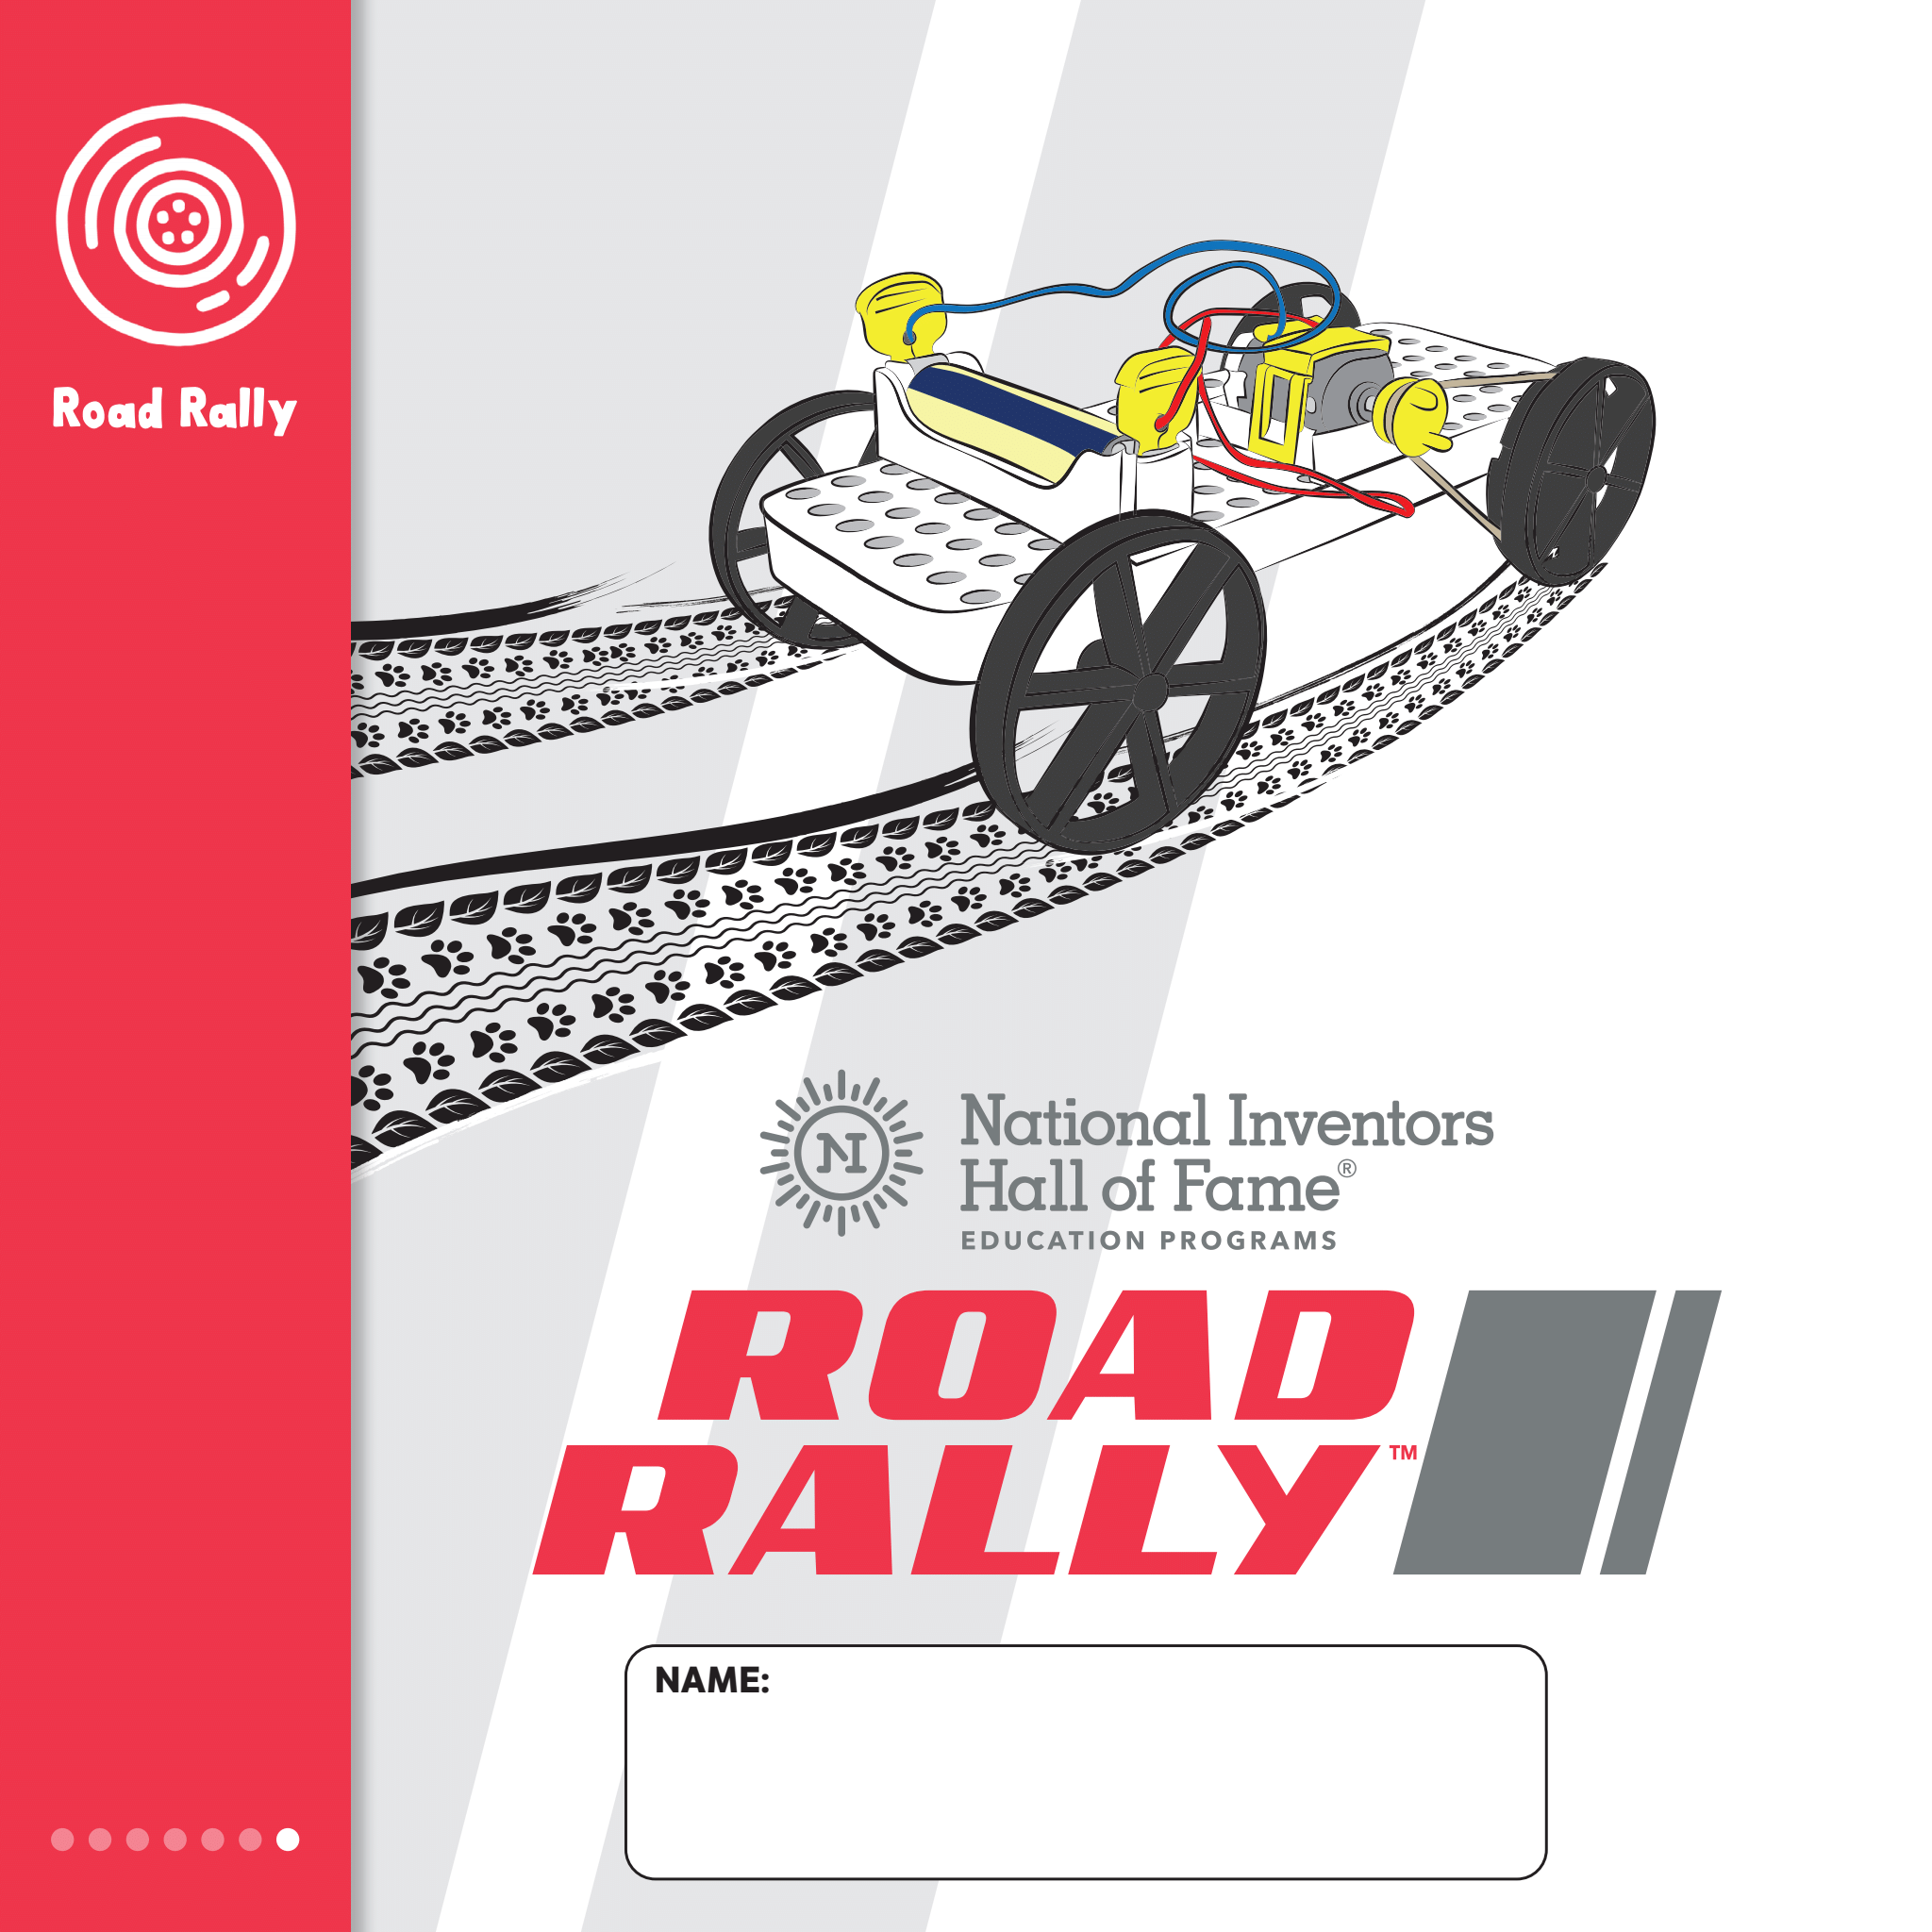 Road Rally
N
National Inventors
Hall of Fame®
EDUCATION PROGRAMS
ROAD
RALLY™
NAME: